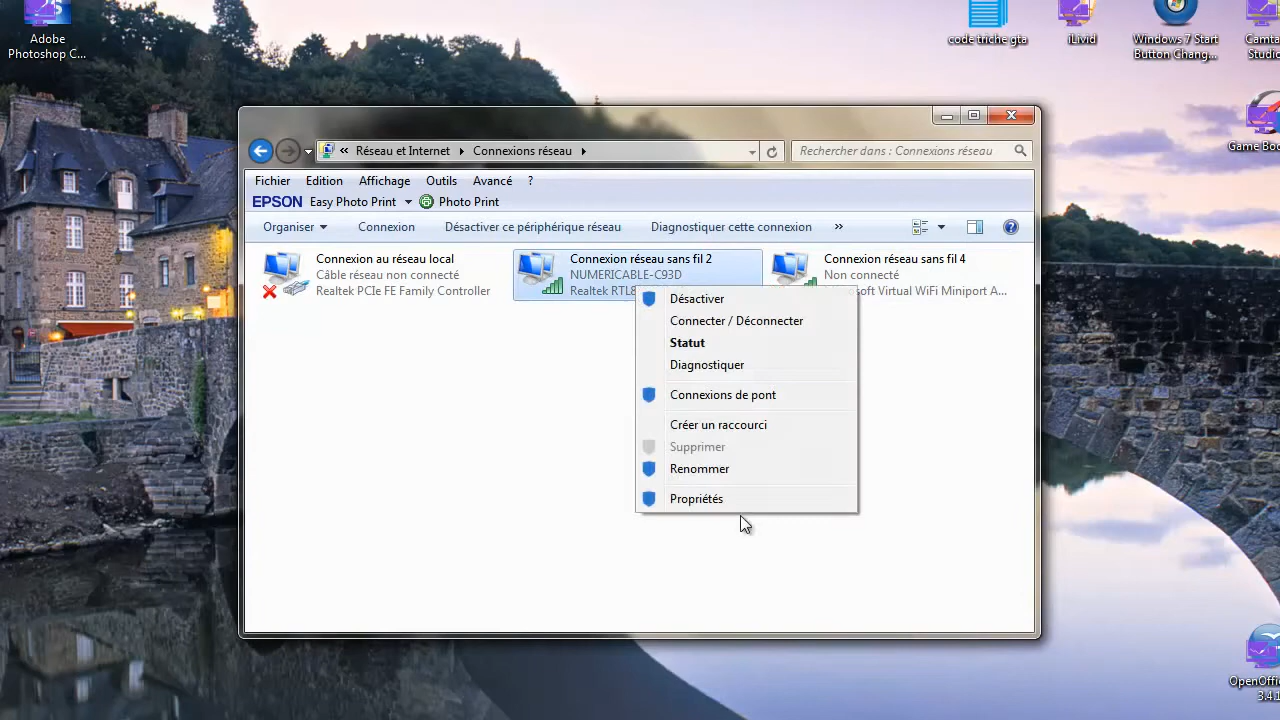 Adobe
Photoshop C...
code triche gta
iLivid
Windows 7 Start
Button Chang...
Camta
Studio
Game Boo
OpenOffi
3.4.1
« Réseau et Internet Connexions réseau
Rechercher dans : Connexions réseau
Fichier Edition Affichage Outils Avancé ?
EPSON Easy Photo Print Photo Print
Organiser Connexion Désactiver ce périphérique réseau Diagnostiquer cette connexion »
Connexion au réseau local
Câble réseau non connecté
Realtek PCIe FE Family Controller
Connexion réseau sans fil 2
NUMERICABLE-C93D
Realtek RTL8
Connexion réseau sans fil 4
Non connecté
osoft Virtual WiFi Miniport A...
Désactiver
Connecter / Déconnecter
Statut
Diagnostiquer
Connexions de pont
Créer un raccourci
Supprimer
Renommer
Propriétés